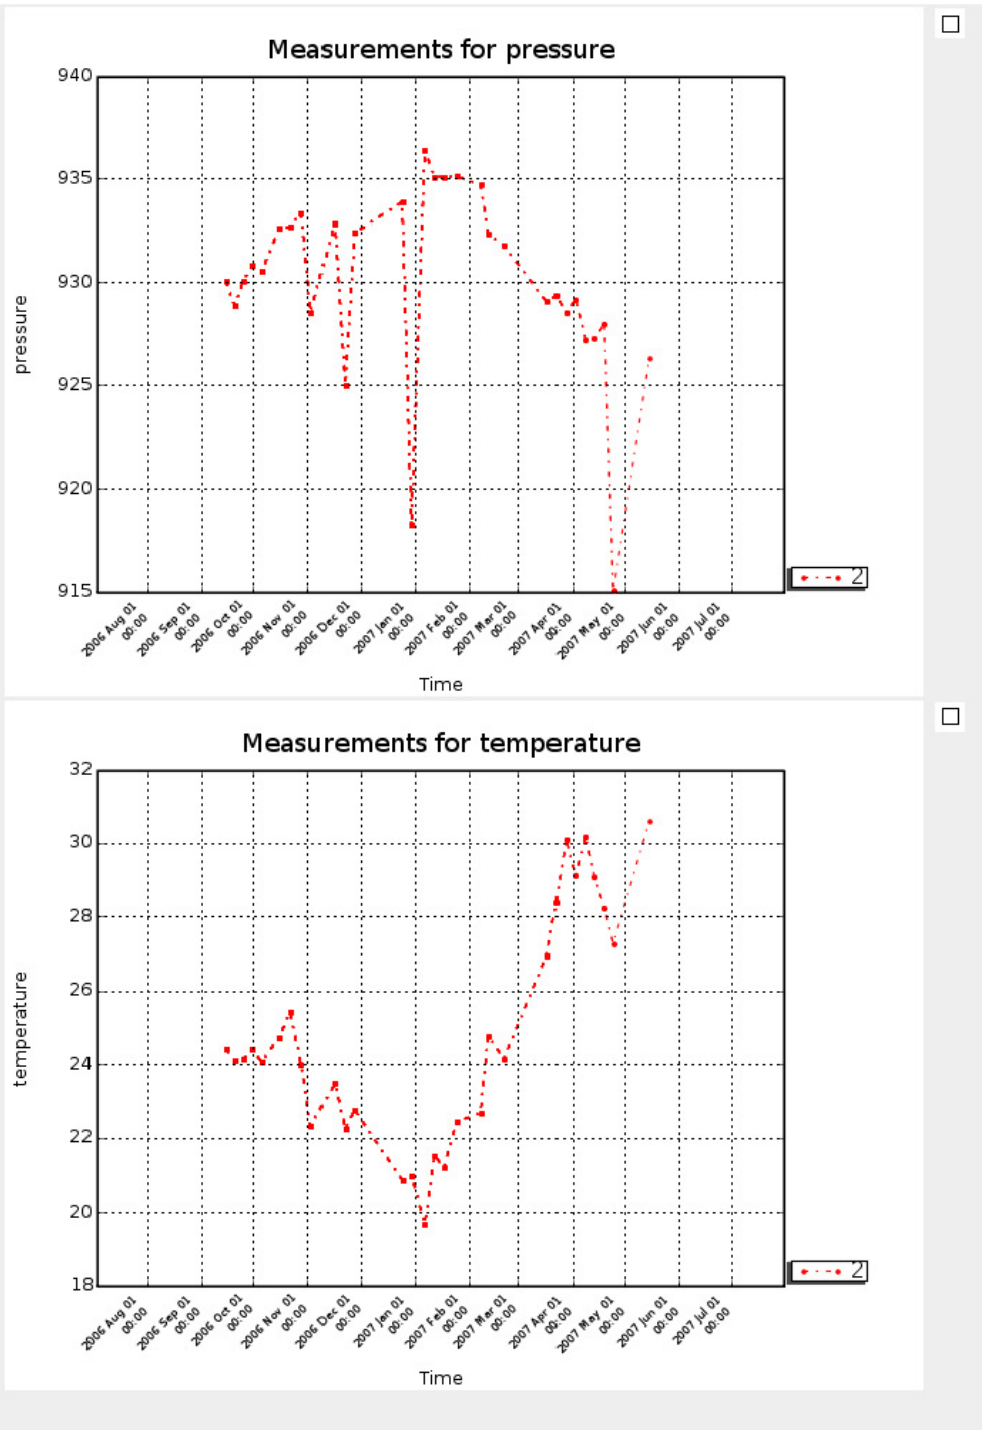 Measurements for pressure
940
935
930
925
920
915
pressure
2006 Aug 01
00:00
2006 Sep 01
00:00
2006 Oct 01
00:00
2006 Nov 01
00:00
2006 Dec 01
00:00
2007 Jan 01
00:00
2007 Feb 01
00:00
2007 Mar 01
00:00
2007 Apr 01
00:00
2007 May 01
00:00
2007 Jun 01
00:00
2007 Jul 01
00:00
Time
2
Measurements for temperature
32
30
28
26
24
22
20
18
temperature
2006 Aug 01
00:00
2006 Sep 01
00:00
2006 Oct 01
00:00
2006 Nov 01
00:00
2006 Dec 01
00:00
2007 Jan 01
00:00
2007 Feb 01
00:00
2007 Mar 01
00:00
2007 Apr 01
00:00
2007 May 01
00:00
2007 Jun 01
00:00
2007 Jul 01
00:00
Time
2